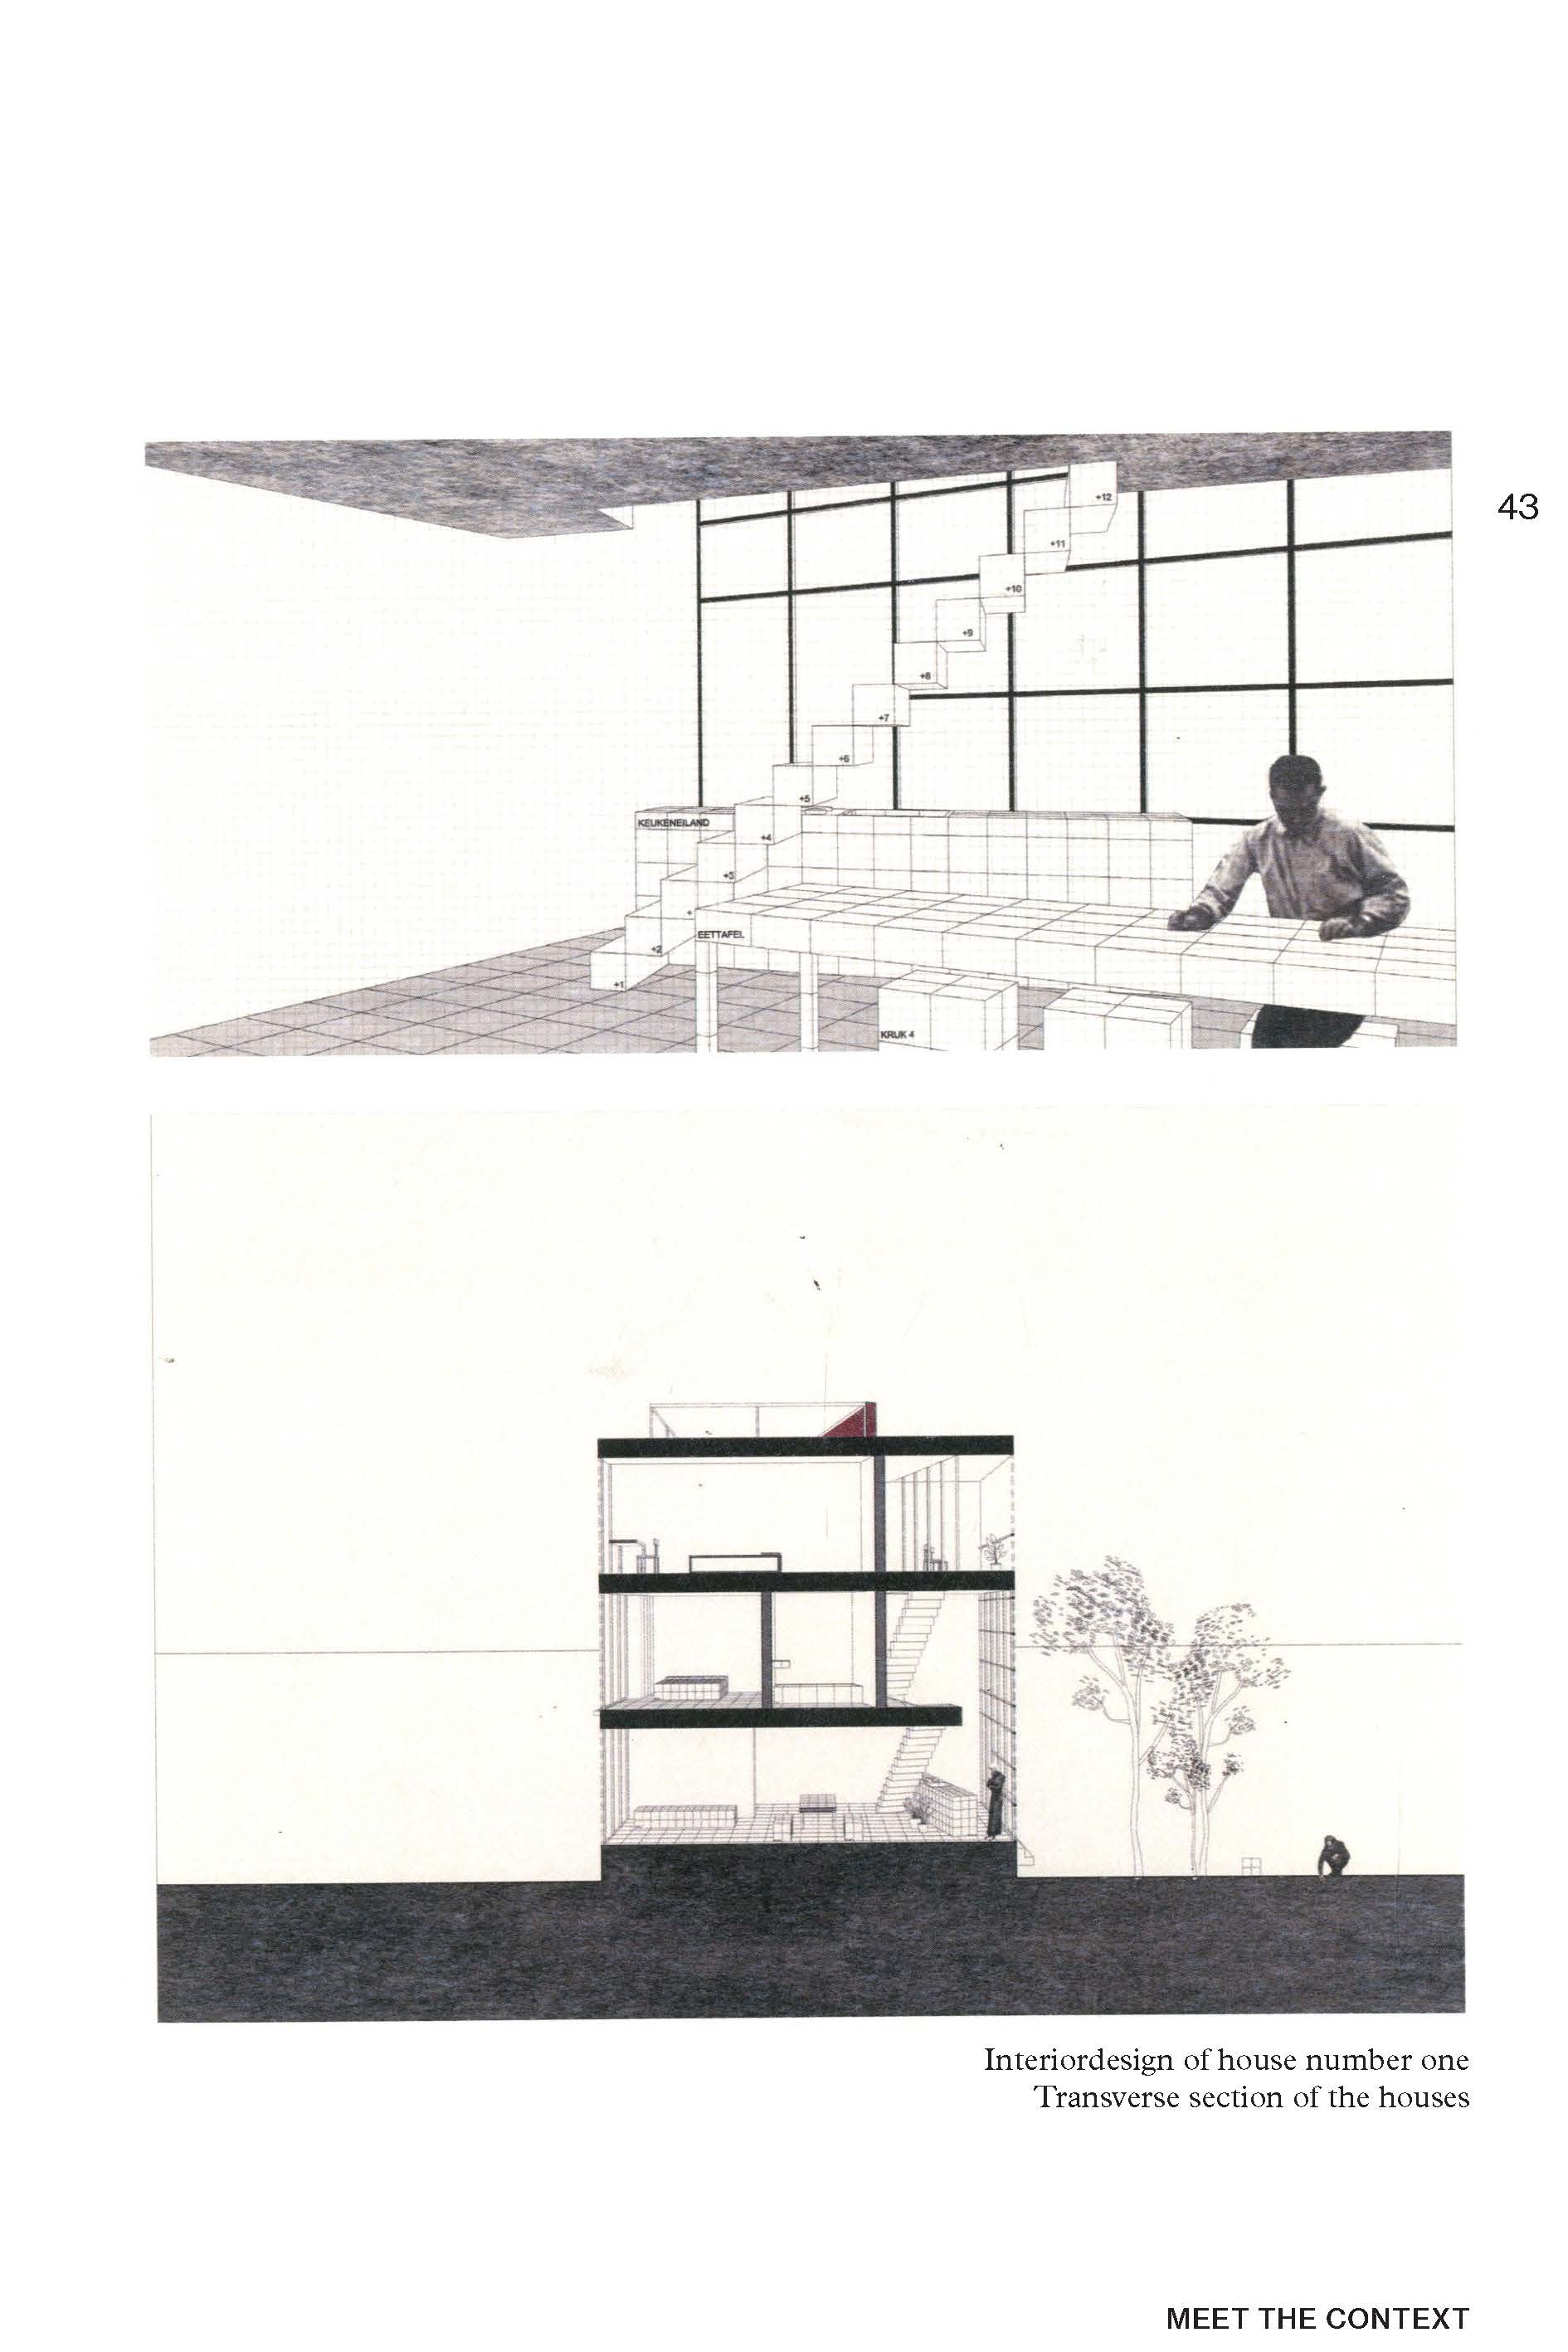 43
+12
+11
+10
+9
+8
+7
+6
+5
KEUKENEILAND
+4
+3
+
EETTAFEL
+2
+1
KRUK 4
Interiordesign of house number one
Transverse section of the houses
MEET THE CONTEXT